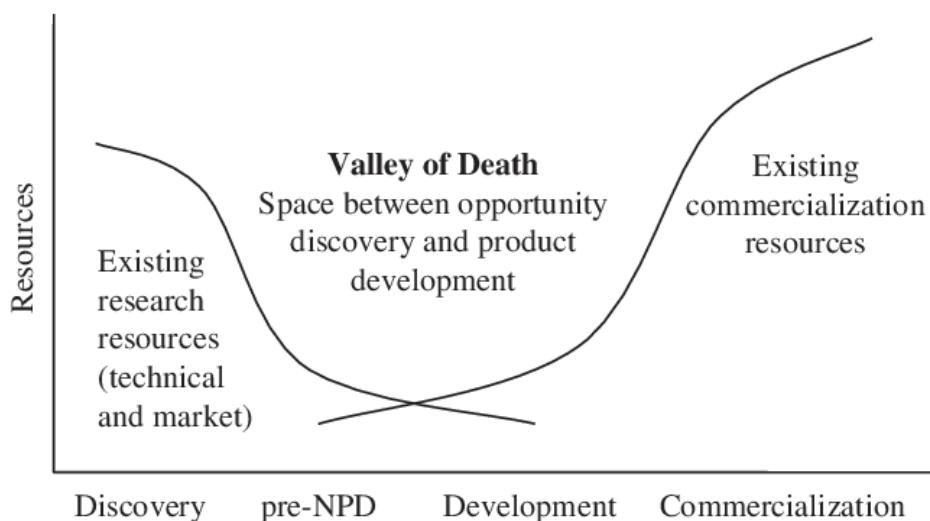 Valley of Death
Space between opportunity
discovery and product
development
Existing
commercialization
resources
Existing
research
resources
(technical
and market)
Resources
Discovery
pre-NPD
Development
Commercialization